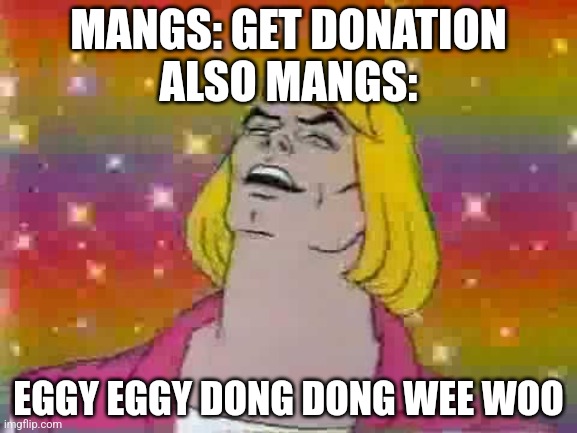 MANGS: GET DONATION
ALSO MANGS:
EGGY EGGY DONG DONG WEE WOO
imgflip.com